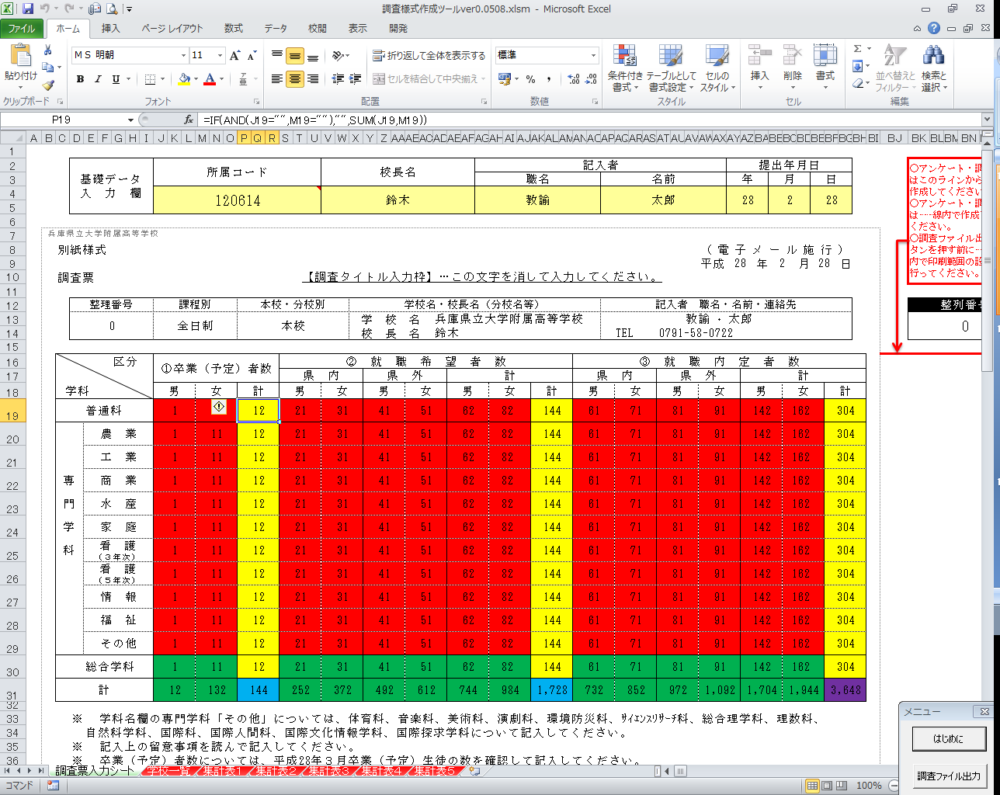 調査様式作成ツールver0.0508.xlsm - Microsoft Excel
ファイル ホーム 挿入 ページ レイアウト 数式 データ 校閲 表示 開発
貼り付け MS 明朝 11 折り返して全体を表示する 標準 条件付き書式 テーブルとして書式設定 セルのスタイル 挿入 削除 書式 並べ替えとフィルター 検索と選択
B I U セルを結合して中央揃え % ,
クリップボード フォント 配置 数値 スタイル セル 編集
P19 fx =IF(AND(J19="",M19=""),"",SUM(J19,M19))
A B C D E F G H I J K L M N O P Q R S T U V W X Y Z
基礎データ入力欄 所属コード 校長名 記入者 提出年月日
職名 名前 年 月 日
120614 鈴木 教諭 太郎 28 2 28
○アンケート・調
はこのラインから
作成してくださ
○アンケート・調
は---線内で作成
ください。
○調査ファイル出
タンを押す前に
内で印刷範囲の設
行ってください。
兵庫県立大学附属高等学校
別紙様式 (電子メール施行)
平成 28 年 2 月 28 日
調査票 【調査タイトル入力枠】…この文字を消して入力してください。
整理番号 課程別 本校・分校別 学校名・校長名(分校名等) 記入者 職名・名前・連絡先
0 全日制 本校 学校名 兵庫県立大学附属高等学校 教諭・太郎
校長名 鈴木 TEL 0791-58-0722
整列番
0
区分 ①卒業(予定)者数 ② 就職希望者数 ③ 就職内定者数
県内 県外 計 県内 県外 計
学科 男 女 計 男 女 男 女 男 女 計 男 女 男 女 男 女 計
普通科 1 12 21 31 41 51 62 82 144 61 71 81 91 142 162 304
専門学科
農業 1 11 12 21 31 41 51 62 82 144 61 71 81 91 142 162 304
工業 1 11 12 21 31 41 51 62 82 144 61 71 81 91 142 162 304
商業 1 11 12 21 31 41 51 62 82 144 61 71 81 91 142 162 304
水産 1 11 12 21 31 41 51 62 82 144 61 71 81 91 142 162 304
家庭 1 11 12 21 31 41 51 62 82 144 61 71 81 91 142 162 304
看護(3年次) 1 11 12 21 31 41 51 62 82 144 61 71 81 91 142 162 304
看護(5年次) 1 11 12 21 31 41 51 62 82 144 61 71 81 91 142 162 304
情報 1 11 12 21 31 41 51 62 82 144 61 71 81 91 142 162 304
福祉 1 11 12 21 31 41 51 62 82 144 61 71 81 91 142 162 304
その他 1 11 12 21 31 41 51 62 82 144 61 71 81 91 142 162 304
総合学科 1 11 12 21 31 41 51 62 82 144 61 71 81 91 142 162 304
計 12 132 144 252 372 492 612 744 984 1,728 732 852 972 1,092 1,704 1,944 3,648
※ 学科名欄の専門学科「その他」については、体育科、音楽科、美術科、演劇科、環境防災科、ｻｲｴﾝｽﾘｻｰﾁ科、総合理学科、理数科、
自然科学科、国際科、国際人間科、国際文化情報学科、国際探求学科について記入してください。
※ 記入上の留意事項を読んで記入してください。
※ 卒業(予定)者数については、平成28年3月卒業(予定)生徒の数を確認して記入してください。
メニュー
はじめに
調査ファイル出力
調査票入力シート 学校一覧 集計表1 集計表2 集計表3 集計表4 集計表5
コマンド 100%